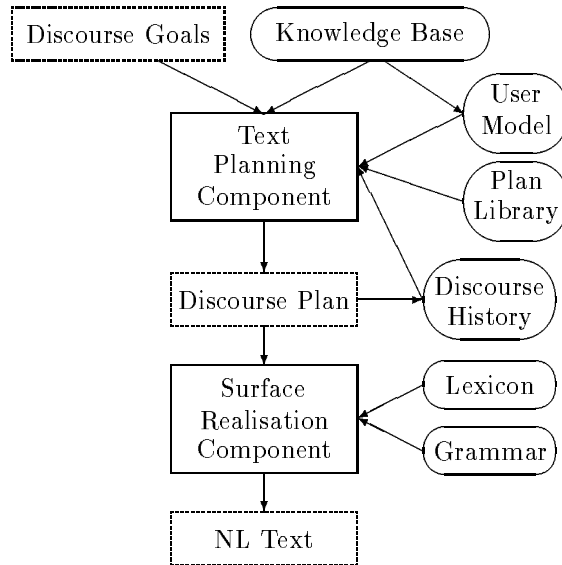 Discourse Goals
Knowledge Base
User
Model
Text
Planning
Component
Plan
Library
Discourse Plan
Discourse
History
Surface
Realisation
Component
Lexicon
Grammar
NL Text